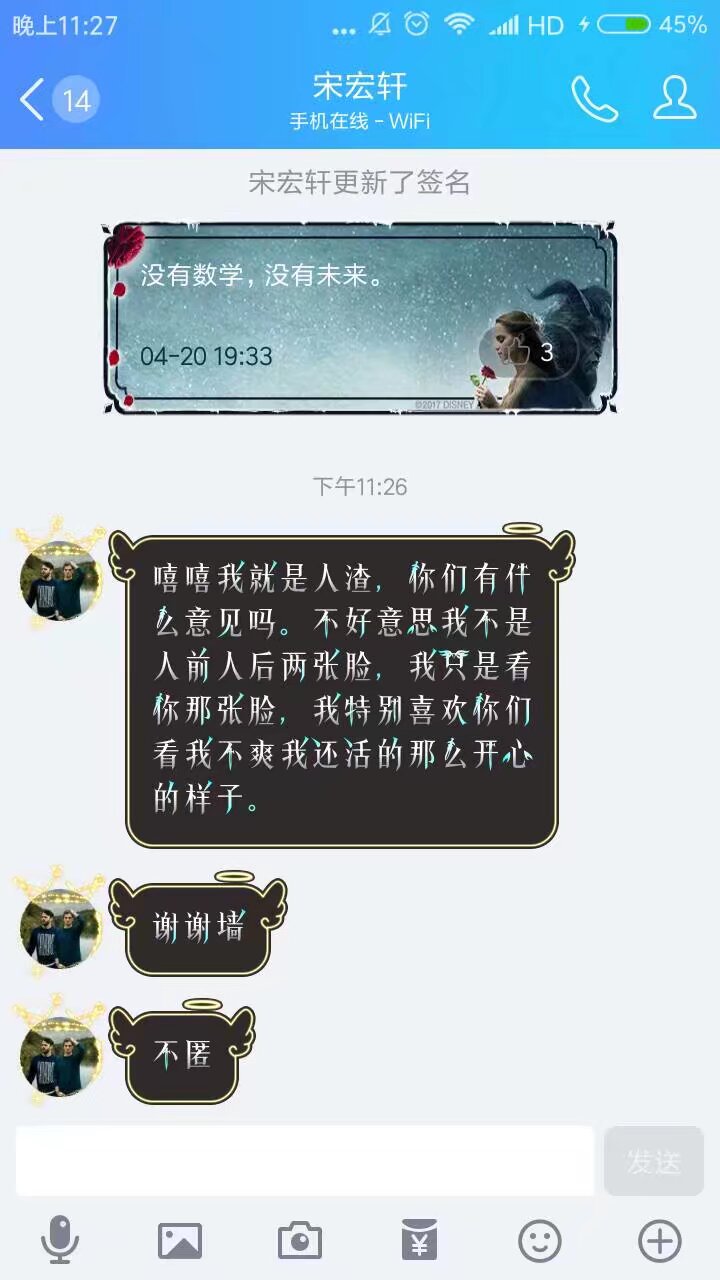 晚上11:27 ... HD 45%
14 宋宏轩
手机在线 - WiFi
宋宏轩更新了签名
没有数学，没有未来。
04-20 19:33 3
©2017 DISNEY
下午11:26
嘻嘻我就是人渣，你们有什
么意见吗。不好意思我不是
人前人后两张脸，我只是看
你那张脸，我特别喜欢你们
看我不爽我还活的那么开心
的样子。
谢谢墙
不匿
发送
¥